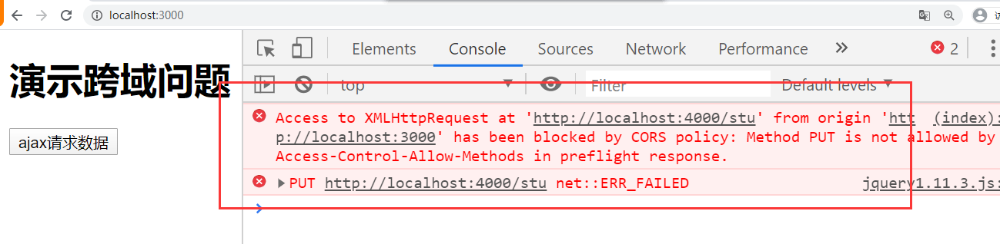 localhost:3000
Elements Console Sources Network Performance 2
演示跨域问题
top Filter Default levels
ajax请求数据
Access to XMLHttpRequest at 'http://localhost:4000/stu' from origin 'htt (index):
p://localhost:3000' has been blocked by CORS policy: Method PUT is not allowed by
Access-Control-Allow-Methods in preflight response.
PUT http://localhost:4000/stu net::ERR_FAILED jquery1.11.3.js: